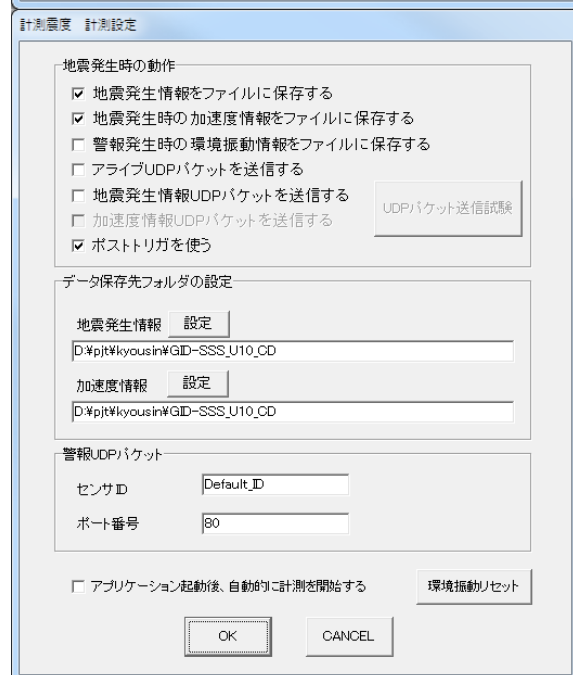 計測震度 計測設定
地震発生時の動作
地震発生情報をファイルに保存する
地震発生時の加速度情報をファイルに保存する
警報発生時の環境振動情報をファイルに保存する
アライブUDPパケットを送信する
地震発生情報UDPパケットを送信する
UDPパケット送信試験
加速度情報UDPパケットを送信する
ポストトリガを使う
データ保存先フォルダの設定
地震発生情報 設定
D:¥pjt¥kyousin¥GID-SSS_U10_CD
加速度情報 設定
D:¥pjt¥kyousin¥GID-SSS_U10_CD
警報UDPパケット
センサID Default_ID
ポート番号 80
アプリケーション起動後、自動的に計測を開始する 環境振動リセット
OK CANCEL